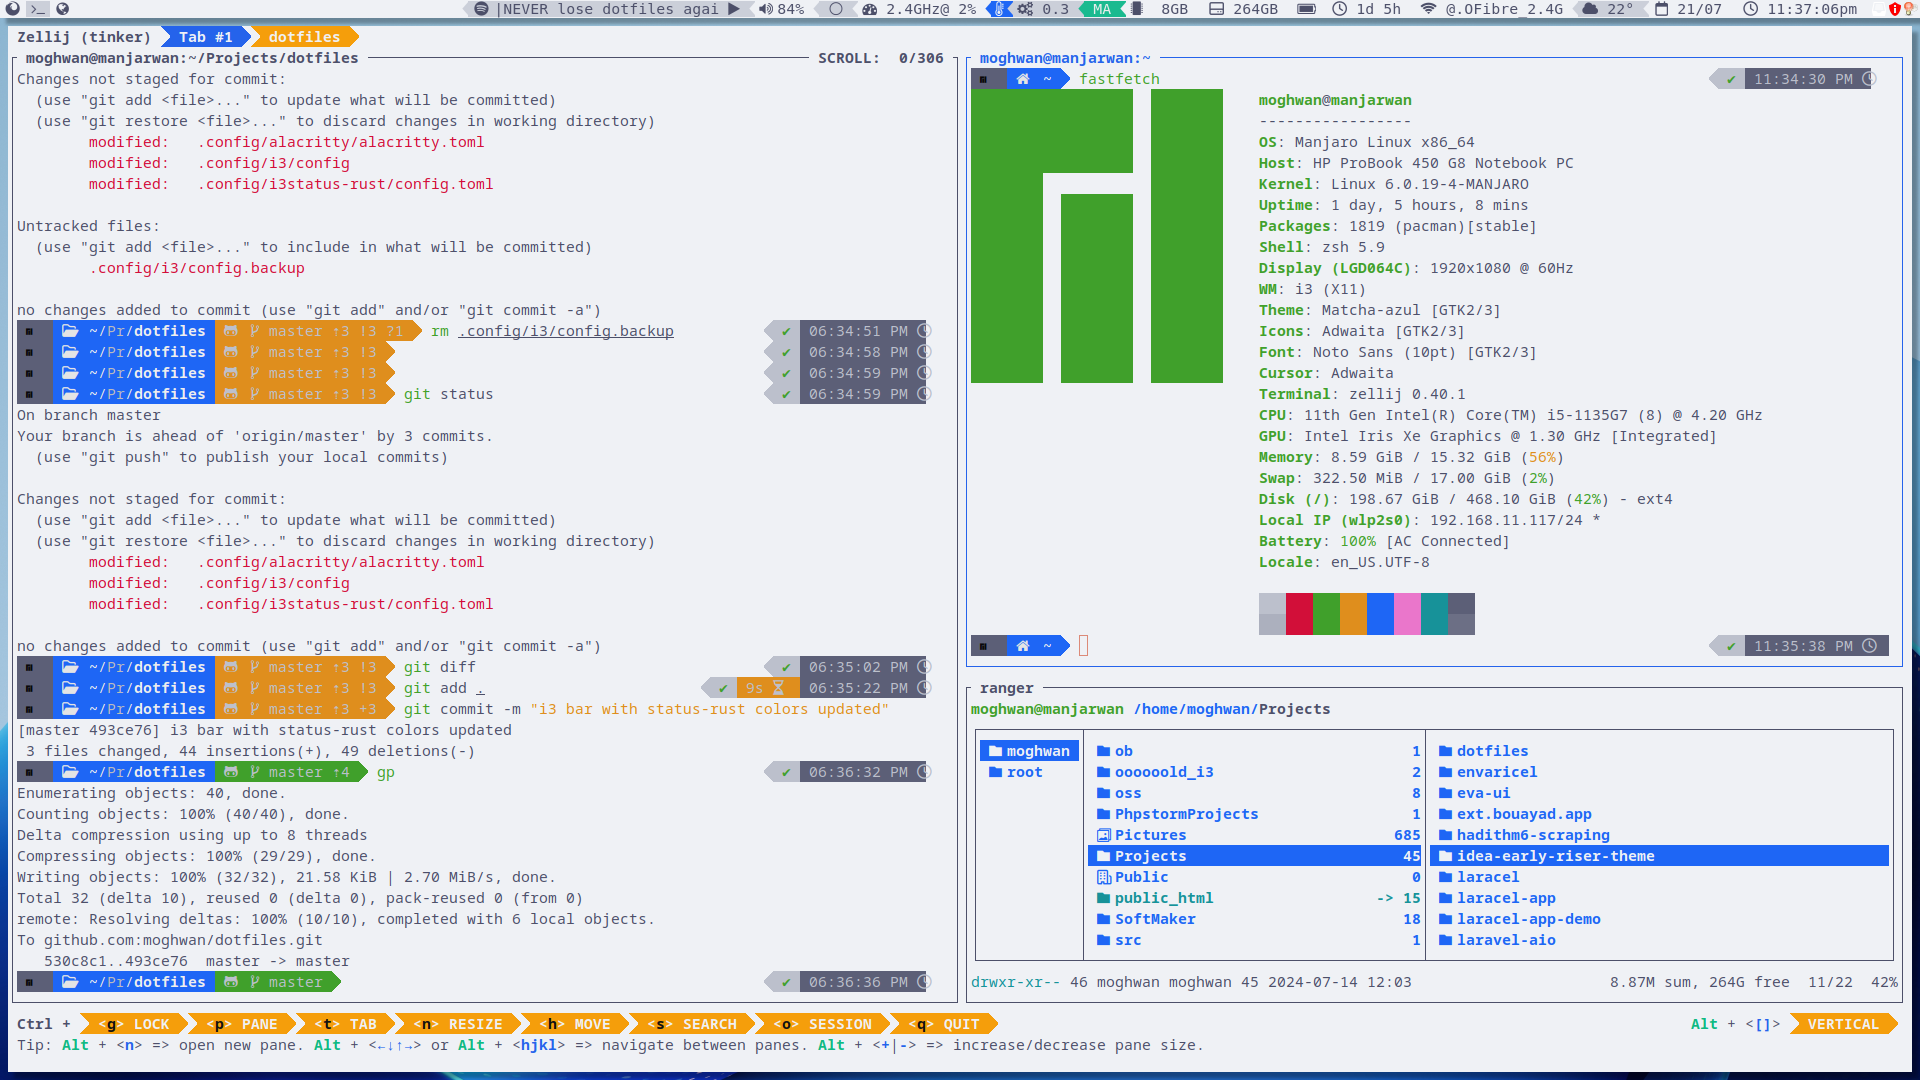 |NEVER lose dotfiles agai ▶ 84% 2.4GHz@ 2% 0.3 MA 8GB 264GB 1d 5h @.OFibre_2.4G 22° 21/07 11:37:06pm
Zellij (tinker) Tab #1 dotfiles
moghwan@manjarwan:~/Projects/dotfiles SCROLL: 0/306
Changes not staged for commit:
(use "git add <file>..." to update what will be committed)
(use "git restore <file>..." to discard changes in working directory)
modified: .config/alacritty/alacritty.toml
modified: .config/i3/config
modified: .config/i3status-rust/config.toml
Untracked files:
(use "git add <file>..." to include in what will be committed)
.config/i3/config.backup
no changes added to commit (use "git add" and/or "git commit -a")
~/Pr/dotfiles master ↑3 !3 ?1 rm .config/i3/config.backup ✔ 06:34:51 PM
~/Pr/dotfiles master ↑3 !3 ✔ 06:34:58 PM
~/Pr/dotfiles master ↑3 !3 ✔ 06:34:59 PM
~/Pr/dotfiles master ↑3 !3 git status ✔ 06:34:59 PM
On branch master
Your branch is ahead of 'origin/master' by 3 commits.
(use "git push" to publish your local commits)
Changes not staged for commit:
(use "git add <file>..." to update what will be committed)
(use "git restore <file>..." to discard changes in working directory)
modified: .config/alacritty/alacritty.toml
modified: .config/i3/config
modified: .config/i3status-rust/config.toml
no changes added to commit (use "git add" and/or "git commit -a")
~/Pr/dotfiles master ↑3 !3 git diff ✔ 06:35:02 PM
~/Pr/dotfiles master ↑3 !3 git add . ✔ 9s 06:35:22 PM
~/Pr/dotfiles master ↑3 +3 git commit -m "i3 bar with status-rust colors updated"
[master 493ce76] i3 bar with status-rust colors updated
3 files changed, 44 insertions(+), 49 deletions(-)
~/Pr/dotfiles master ↑4 gp ✔ 06:36:32 PM
Enumerating objects: 40, done.
Counting objects: 100% (40/40), done.
Delta compression using up to 8 threads
Compressing objects: 100% (29/29), done.
Writing objects: 100% (32/32), 21.58 KiB | 2.70 MiB/s, done.
Total 32 (delta 10), reused 0 (delta 0), pack-reused 0 (from 0)
remote: Resolving deltas: 100% (10/10), completed with 6 local objects.
To github.com:moghwan/dotfiles.git
530c8c1..493ce76 master -> master
~/Pr/dotfiles master ✔ 06:36:36 PM
moghwan@manjarwan:~
~ fastfetch ✔ 11:34:30 PM
moghwan@manjarwan
-----------------
OS: Manjaro Linux x86_64
Host: HP ProBook 450 G8 Notebook PC
Kernel: Linux 6.0.19-4-MANJARO
Uptime: 1 day, 5 hours, 8 mins
Packages: 1819 (pacman)[stable]
Shell: zsh 5.9
Display (LGD064C): 1920x1080 @ 60Hz
WM: i3 (X11)
Theme: Matcha-azul [GTK2/3]
Icons: Adwaita [GTK2/3]
Font: Noto Sans (10pt) [GTK2/3]
Cursor: Adwaita
Terminal: zellij 0.40.1
CPU: 11th Gen Intel(R) Core(TM) i5-1135G7 (8) @ 4.20 GHz
GPU: Intel Iris Xe Graphics @ 1.30 GHz [Integrated]
Memory: 8.59 GiB / 15.32 GiB (56%)
Swap: 322.50 MiB / 17.00 GiB (2%)
Disk (/): 198.67 GiB / 468.10 GiB (42%) - ext4
Local IP (wlp2s0): 192.168.11.117/24 *
Battery: 100% [AC Connected]
Locale: en_US.UTF-8
~ ✔ 11:35:38 PM
ranger
moghwan@manjarwan /home/moghwan/Projects
moghwan ob 1 dotfiles
root oooooold_i3 2 envaricel
oss 8 eva-ui
PhpstormProjects 1 ext.bouayad.app
Pictures 685 hadithm6-scraping
Projects 45 idea-early-riser-theme
Public 0 laracel
public_html -> 15 laracel-app
SoftMaker 18 laracel-app-demo
src 1 laravel-aio
drwxr-xr-- 46 moghwan moghwan 45 2024-07-14 12:03 8.87M sum, 264G free 11/22 42%
Ctrl + <g> LOCK <p> PANE <t> TAB <n> RESIZE <h> MOVE <s> SEARCH <o> SESSION <q> QUIT Alt + <[]> VERTICAL
Tip: Alt + <n> => open new pane. Alt + <←↓↑→> or Alt + <hjkl> => navigate between panes. Alt + <+|-> => increase/decrease pane size.